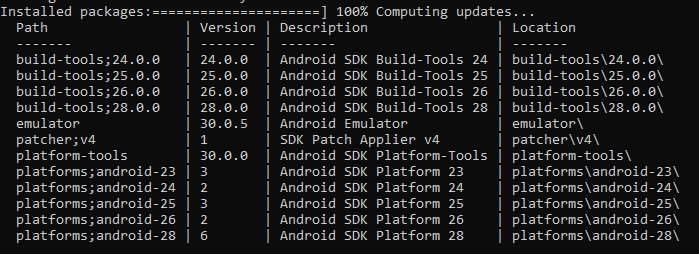 Installed packages:=====================] 100% Computing updates...
  Path                 | Version | Description                | Location
  -------              | ------- | -------                    | -------
  build-tools;24.0.0   | 24.0.0  | Android SDK Build-Tools 24 | build-tools\24.0.0\
  build-tools;25.0.0   | 25.0.0  | Android SDK Build-Tools 25 | build-tools\25.0.0\
  build-tools;26.0.0   | 26.0.0  | Android SDK Build-Tools 26 | build-tools\26.0.0\
  build-tools;28.0.0   | 28.0.0  | Android SDK Build-Tools 28 | build-tools\28.0.0\
  emulator             | 30.0.5  | Android Emulator           | emulator\
  patcher;v4           | 1       | SDK Patch Applier v4       | patcher\v4\
  platform-tools       | 30.0.0  | Android SDK Platform-Tools | platform-tools\
  platforms;android-23 | 3       | Android SDK Platform 23    | platforms\android-23\
  platforms;android-24 | 2       | Android SDK Platform 24    | platforms\android-24\
  platforms;android-25 | 3       | Android SDK Platform 25    | platforms\android-25\
  platforms;android-26 | 2       | Android SDK Platform 26    | platforms\android-26\
  platforms;android-28 | 6       | Android SDK Platform 28    | platforms\android-28\